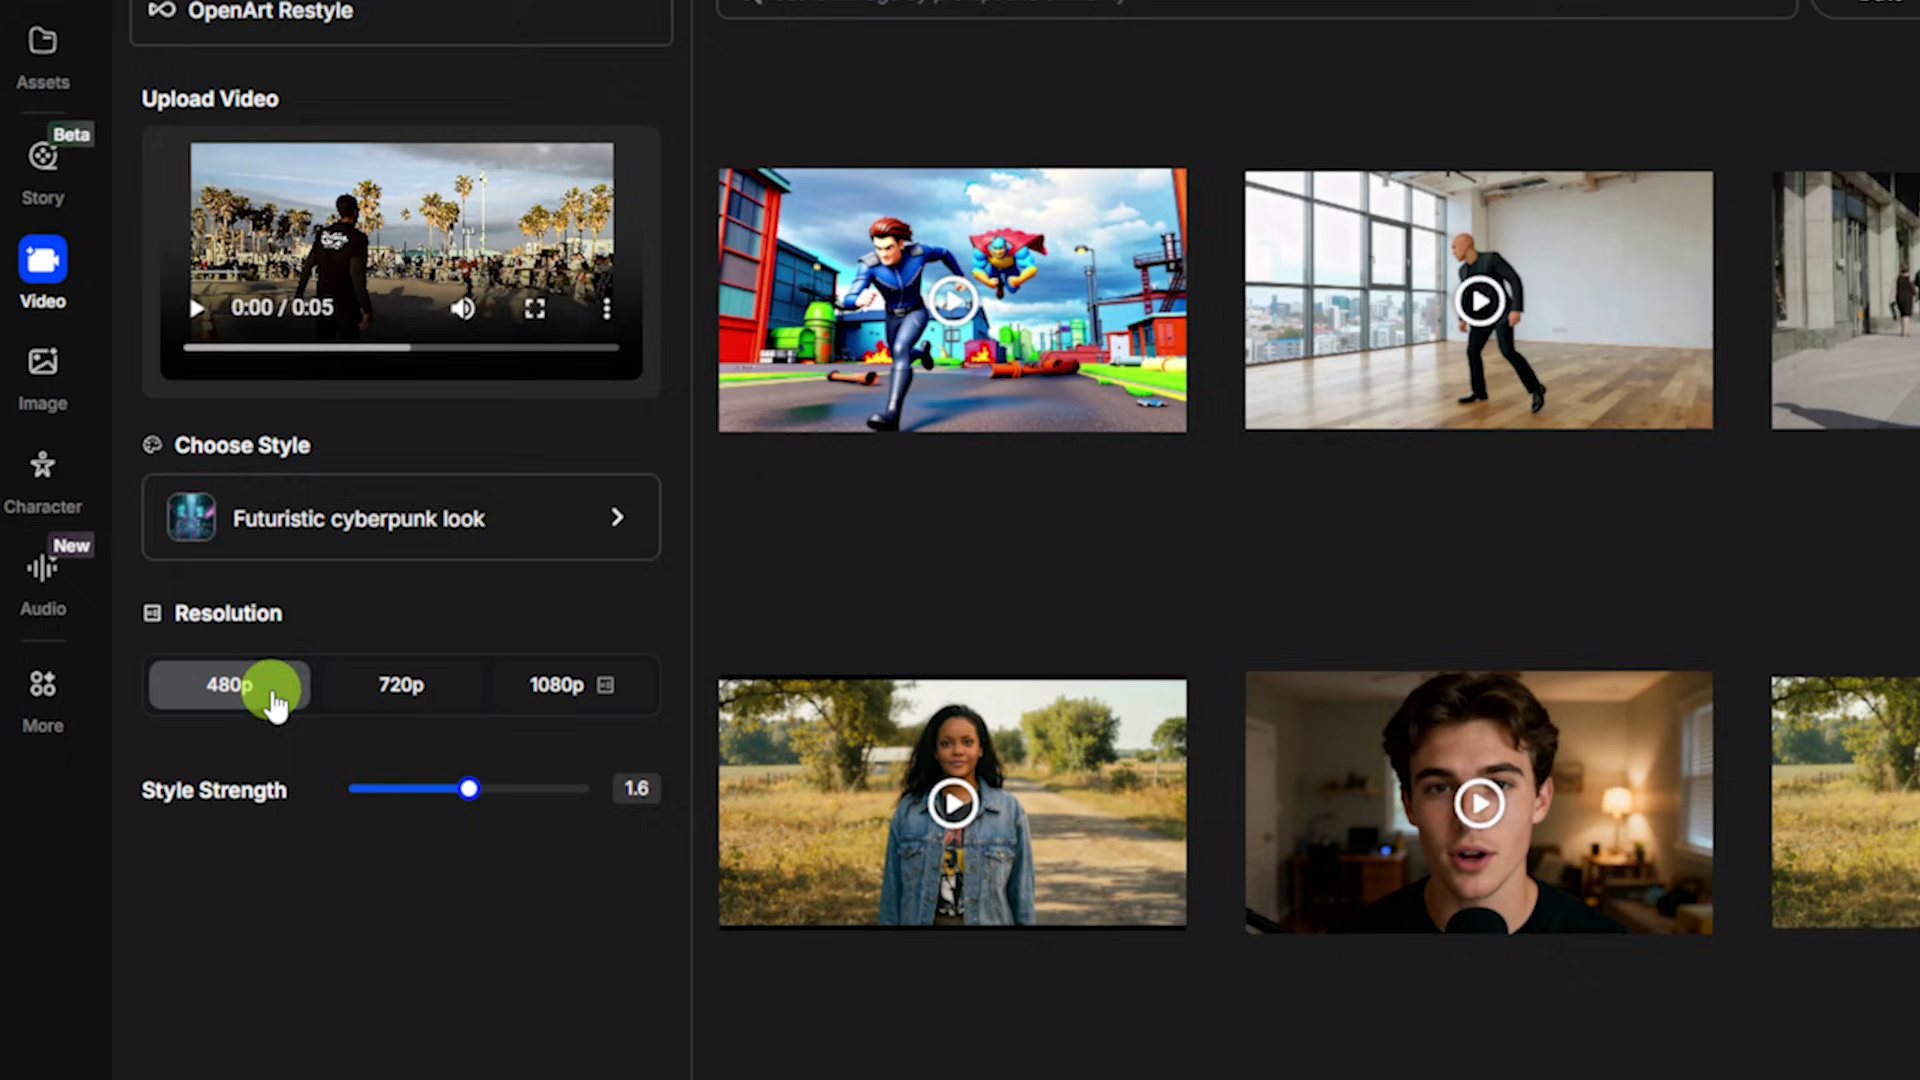 OpenArt Restyle
Assets
Upload Video
Beta
Story
Video
0:00 / 0:05
Image
Choose Style
Character
Futuristic cyberpunk look
New
Audio
Resolution
480p
720p
1080p
More
Style Strength
1.6